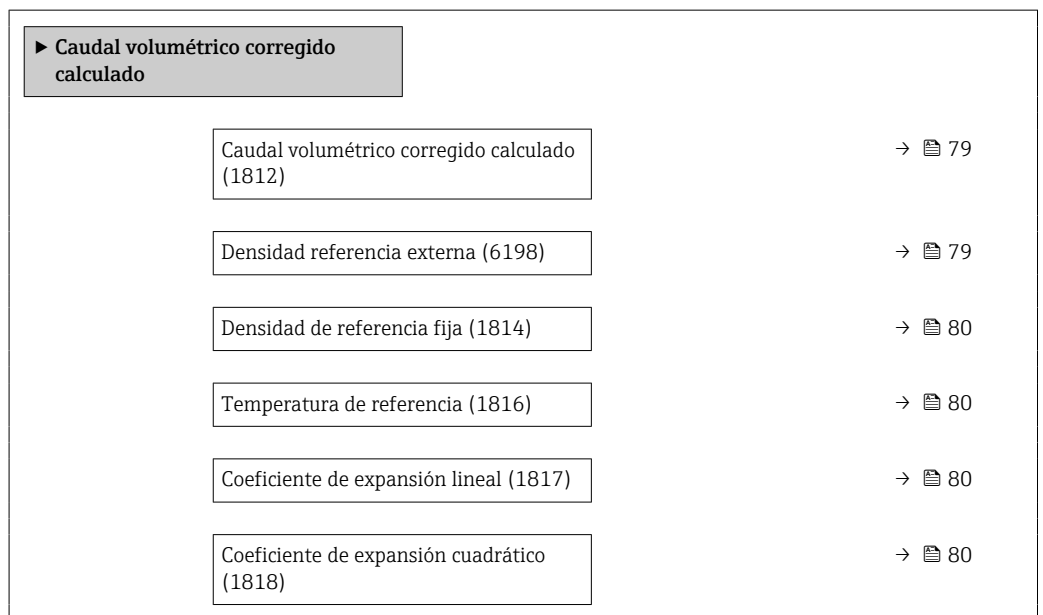 ▶ Caudal volumétrico corregido
calculado
Caudal volumétrico corregido calculado
(1812)
→ 79
Densidad referencia externa (6198)
→ 79
Densidad de referencia fija (1814)
→ 80
Temperatura de referencia (1816)
→ 80
Coeficiente de expansión lineal (1817)
→ 80
Coeficiente de expansión cuadrático
(1818)
→ 80